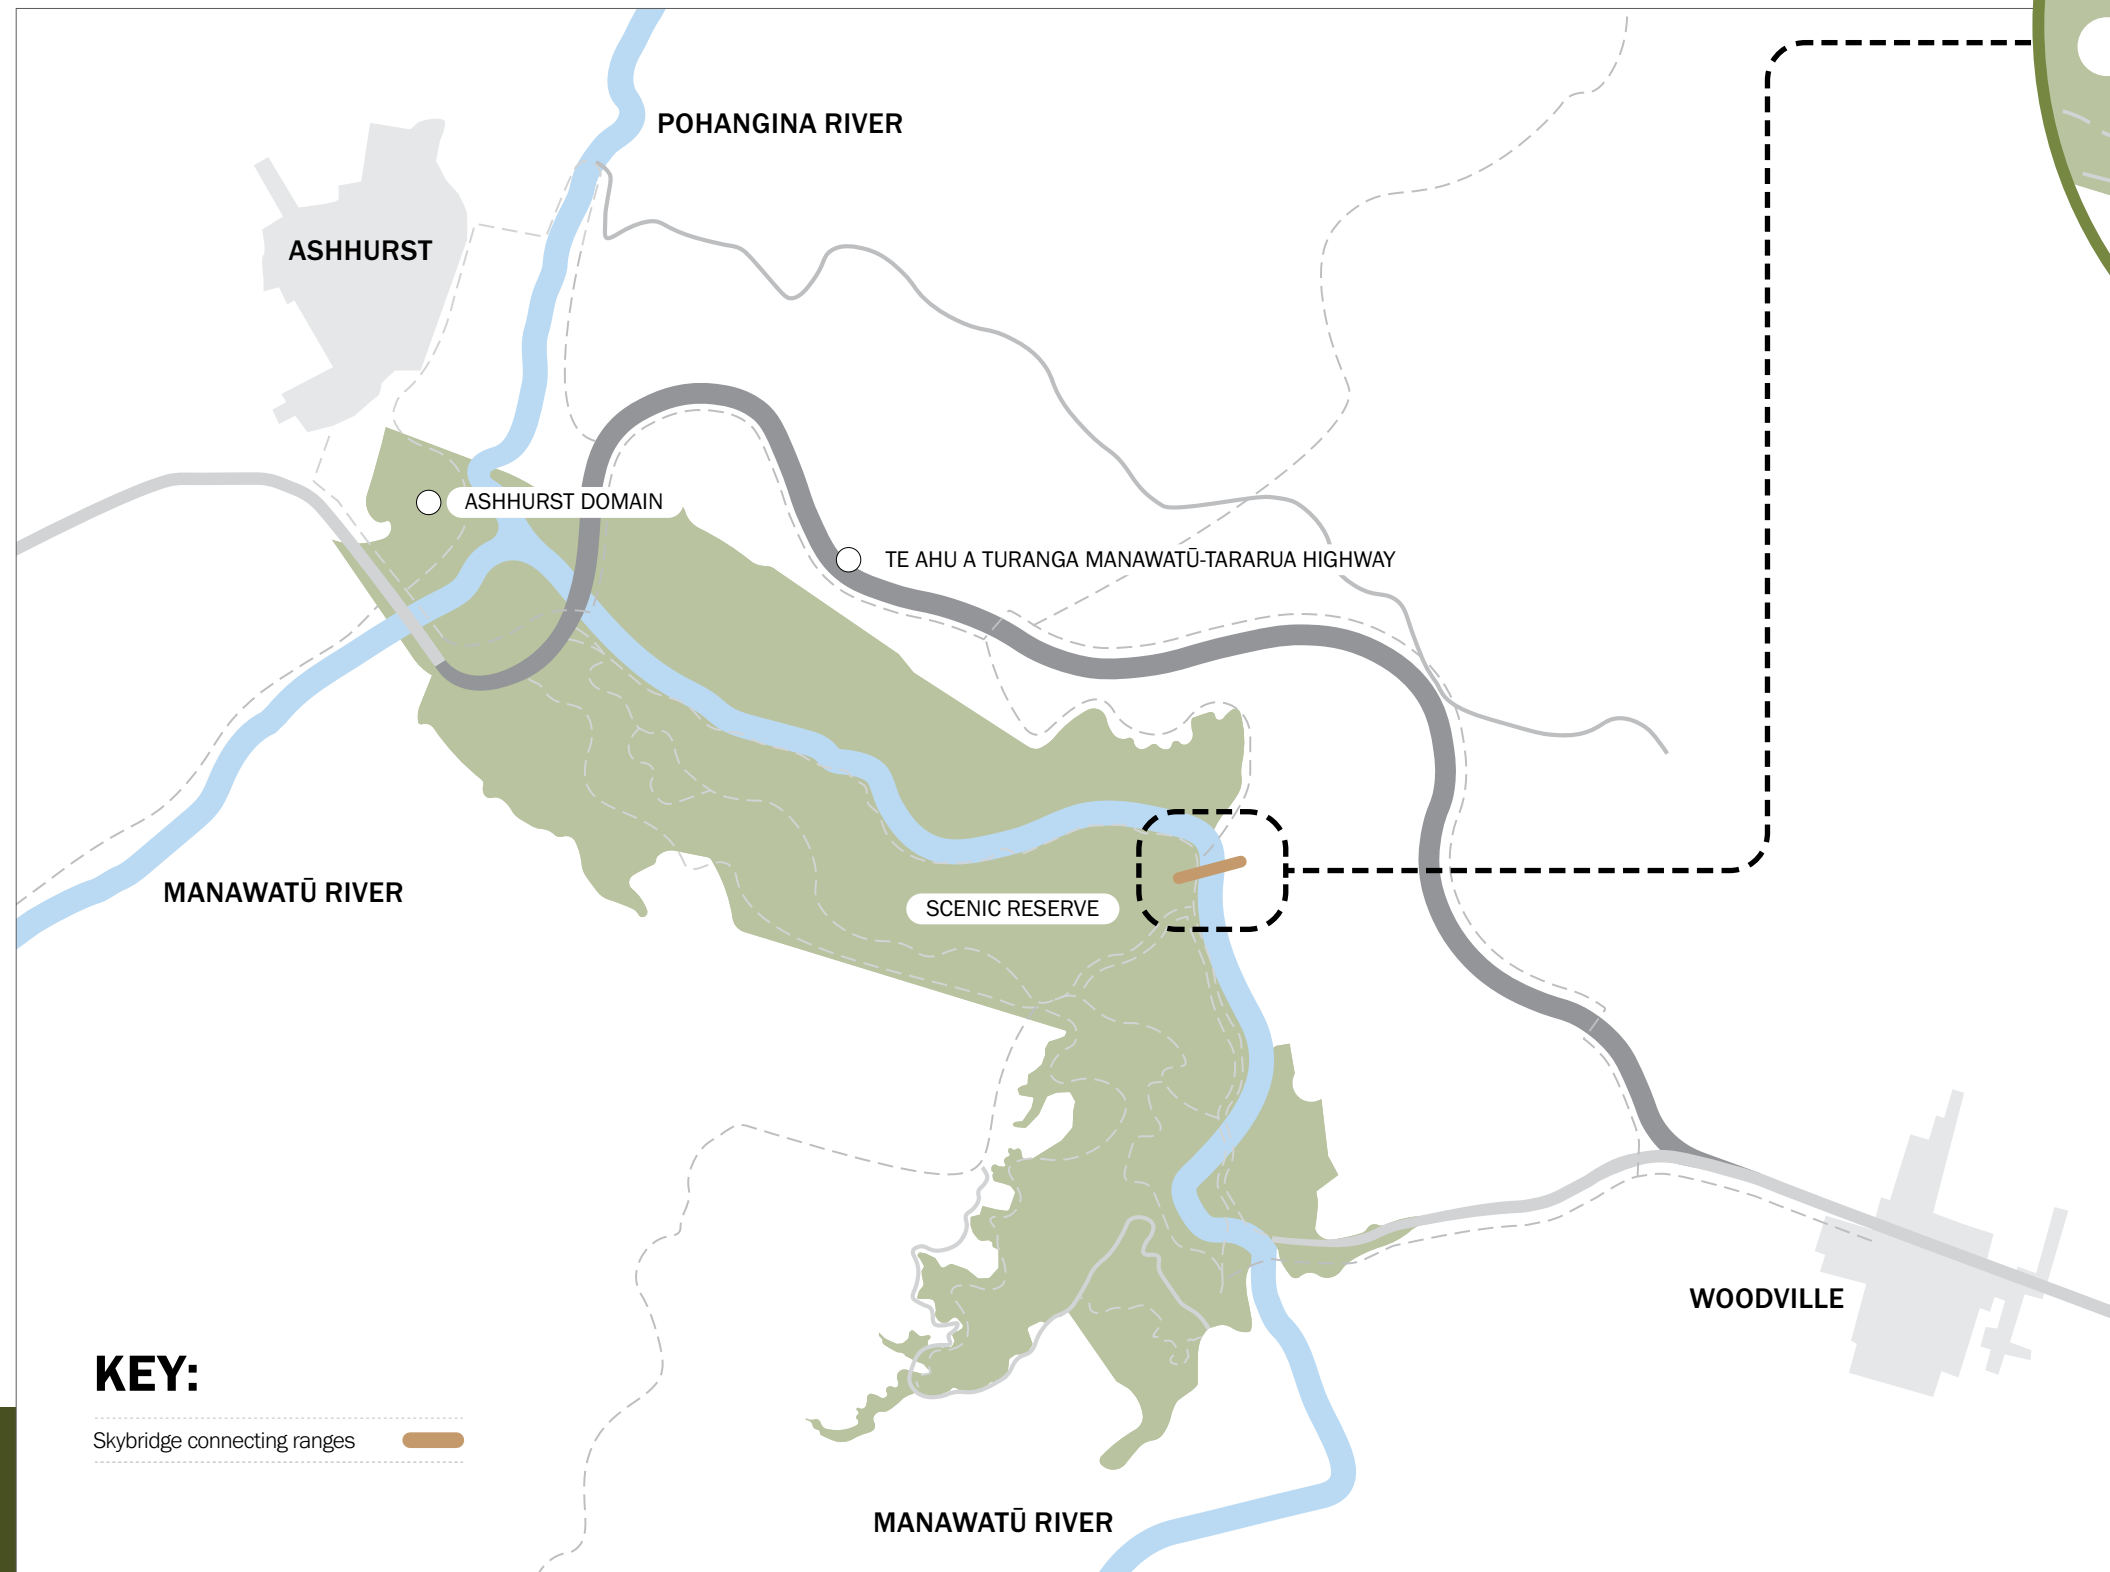 POHANGINA RIVER
ASHHURST
ASHHURST DOMAIN
TE AHU A TURANGA MANAWATŪ-TARARUA HIGHWAY
MANAWATŪ RIVER
SCENIC RESERVE
WOODVILLE
KEY:
Skybridge connecting ranges
MANAWATŪ RIVER